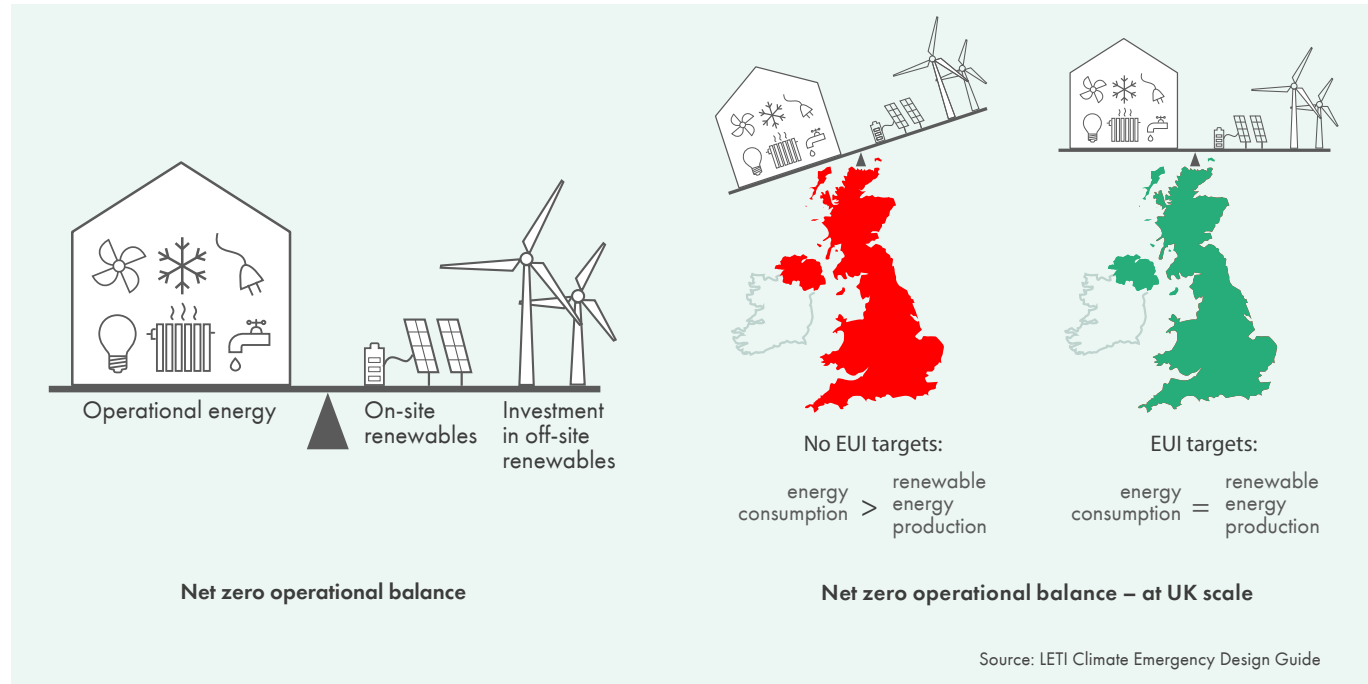 Operational energy
On-site
renewables
Investment
in off-site
renewables
Net zero operational balance
No EUI targets:
energy
consumption
>
renewable
energy
production
EUI targets:
energy
consumption
=
renewable
energy
production
Net zero operational balance – at UK scale
Source: LETI Climate Emergency Design Guide